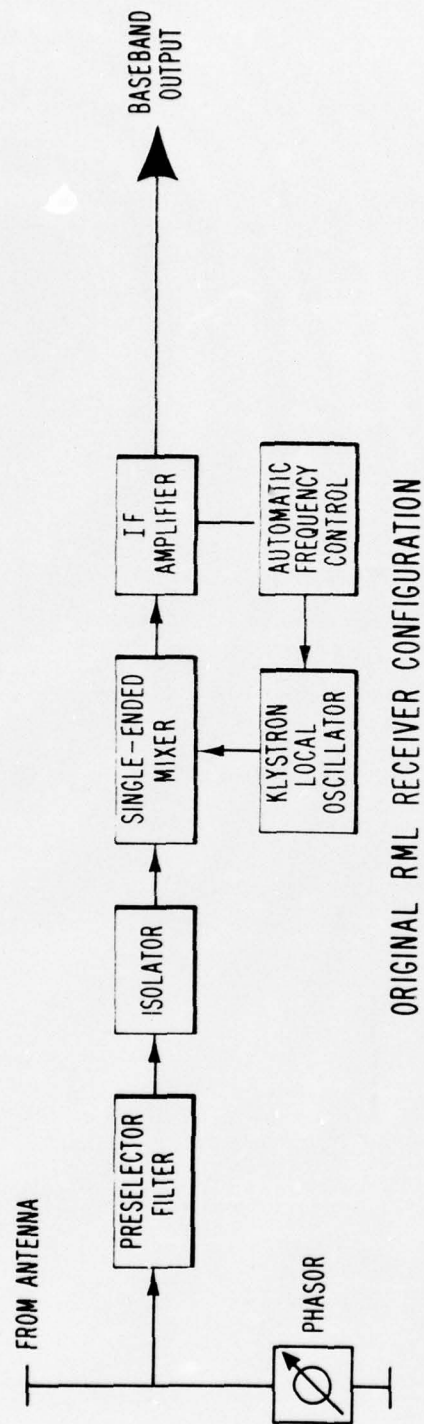 FROM ANTENNA
PHASOR
PRESELECTOR
FILTER
ISOLATOR
SINGLE-ENDED
MIXER
IF
AMPLIFIER
BASEBAND
OUTPUT
KLYSTRON
LOCAL
OSCILLATOR
AUTOMATIC
FREQUENCY
CONTROL
ORIGINAL RML RECEIVER CONFIGURATION